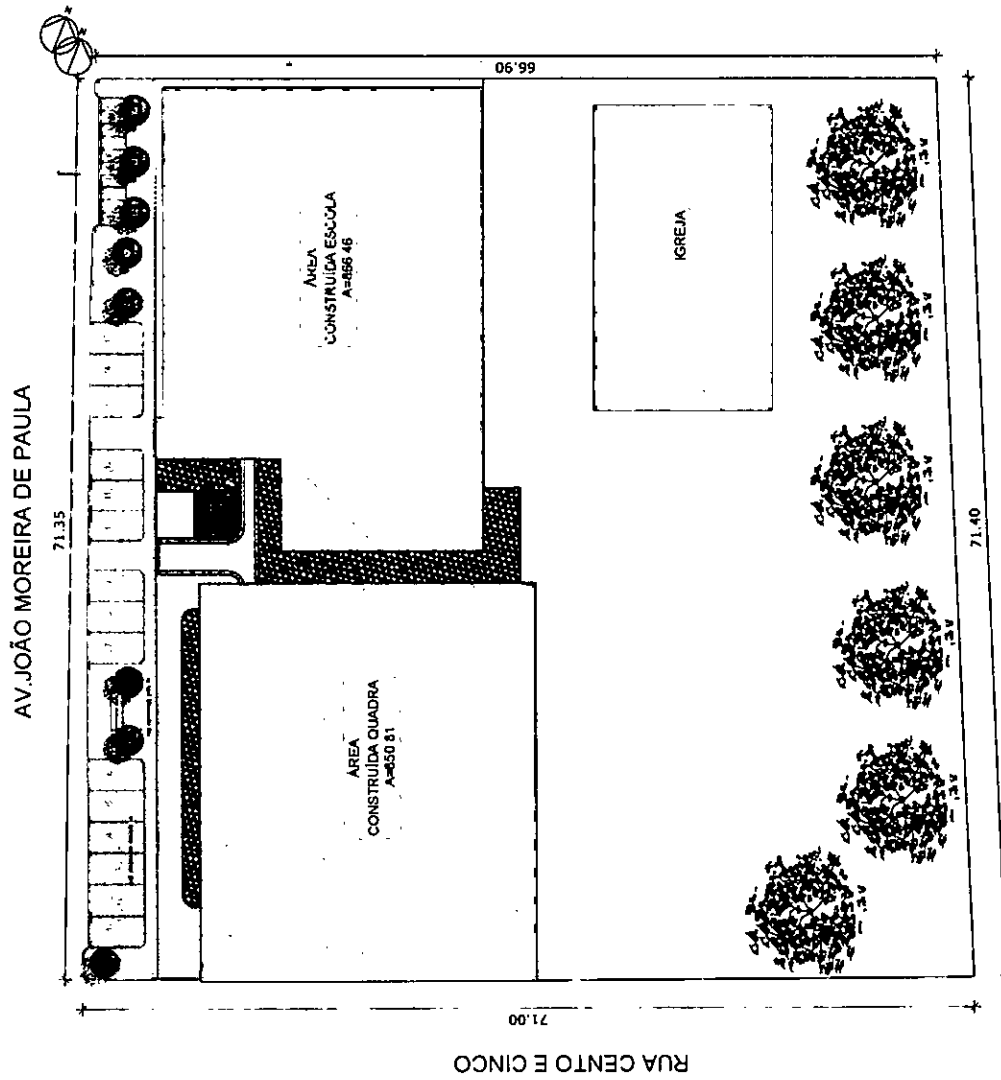 AV.JOÃO MOREIRA DE PAULA
71.35
N
N
66.90
ÁREA
CONSTRUÍDA ESCOLA
A=866 46
IGREJA
ÁREA
CONSTRUÍDA QUADRA
A=650 81
71.40
71.00
RUA CENTO E CINCO